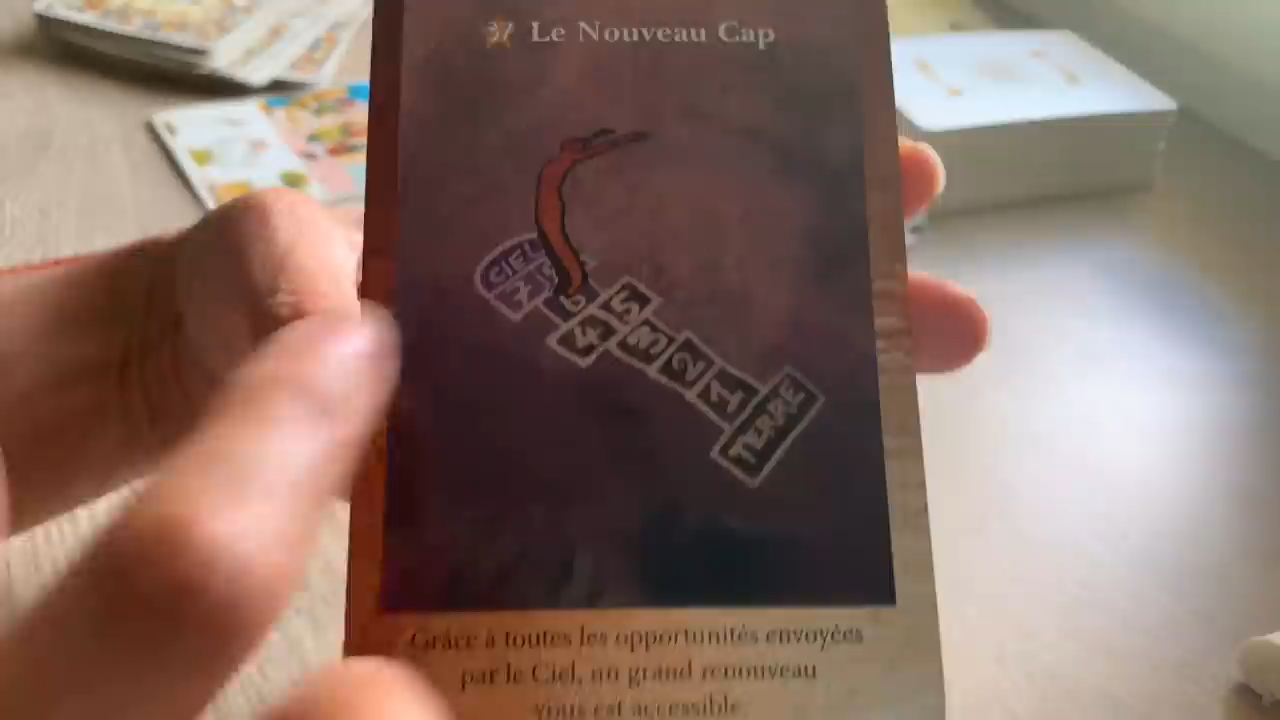 37 Le Nouveau Cap
CIEL
7
6
5
4
3
2
1
TERRE
Grâce à toutes les opportunités envoyées
par le Ciel, un grand renouveau
vous est accessible.